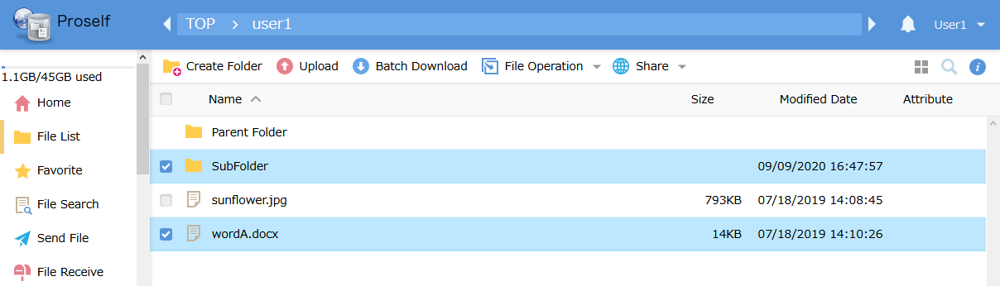 Proself
TOP > user1
User1
1.1GB/45GB used
Home
File List
Favorite
File Search
Send File
File Receive
Create Folder Upload Batch Download File Operation Share
Name Size Modified Date Attribute
Parent Folder
SubFolder 09/09/2020 16:47:57
sunflower.jpg 793KB 07/18/2019 14:08:45
wordA.docx 14KB 07/18/2019 14:10:26